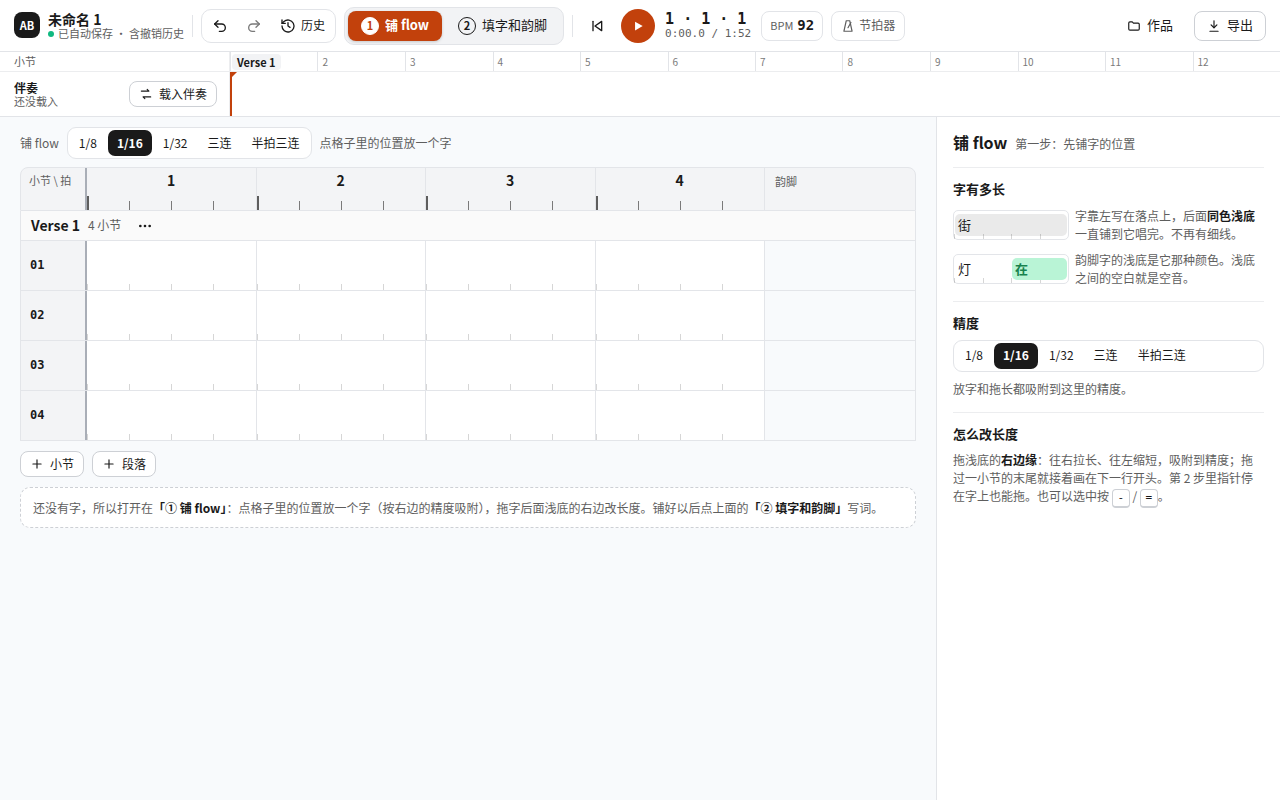 AB 未命名 1 已自动保存 · 含撤销历史 历史 1 铺 flow 2 填字和韵脚 1 · 1 · 1 0:00.0 / 1:52 BPM 92 节拍器 作品 导出
小节 Verse 1 2 3 4 5 6 7 8 9 10 11 12
伴奏
还没载入
载入伴奏
铺 flow 1/8 1/16 1/32 三连 半拍三连 点格子里的位置放一个字
小节 \ 拍 1 2 3 4 韵脚
Verse 1 4 小节 ···
01
02
03
04
+ 小节 + 段落
还没有字，所以打开在「① 铺 flow」：点格子里的位置放一个字（按右边的精度吸附），拖字后面浅底的右边改长度。铺好以后点上面的「② 填字和韵脚」写词。
铺 flow 第一步：先铺字的位置
字有多长
街 字靠左写在落点上，后面同色浅底
一直铺到它唱完。不再有细线。
灯 在 韵脚字的浅底是它那种颜色。浅底
之间的空白就是空音。
精度
1/8 1/16 1/32 三连 半拍三连
放字和拖长都吸附到这里的精度。
怎么改长度
拖浅底的右边缘：往右拉长、往左缩短，吸附到精度；拖
过一小节的末尾就接着画在下一行开头。第 2 步里指针停
在字上也能拖。也可以选中按 - / = 。